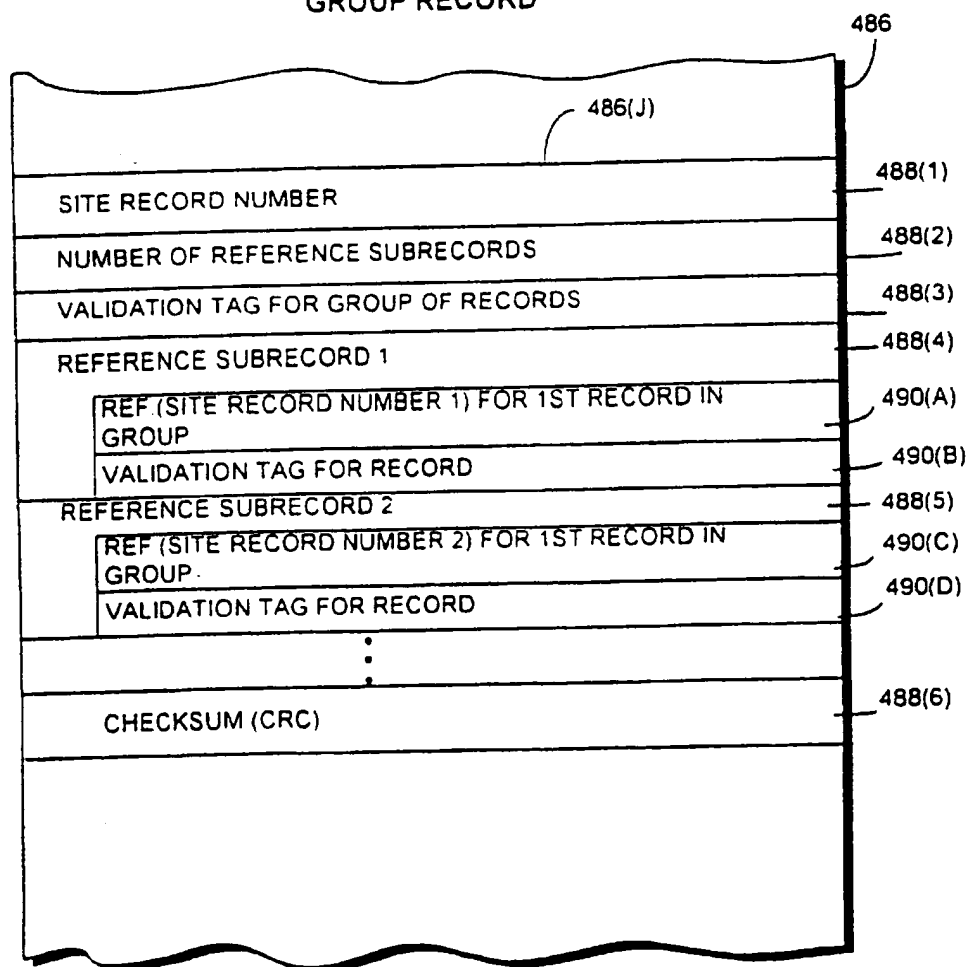 GROUP RECORD
486
486(J)
SITE RECORD NUMBER
488(1)
NUMBER OF REFERENCE SUBRECORDS
488(2)
VALIDATION TAG FOR GROUP OF RECORDS
488(3)
REFERENCE SUBRECORD 1
488(4)
REF.(SITE RECORD NUMBER 1) FOR 1ST RECORD IN
GROUP
490(A)
VALIDATION TAG FOR RECORD
490(B)
REFERENCE SUBRECORD 2
488(5)
REF (SITE RECORD NUMBER 2) FOR 1ST RECORD IN
GROUP.
490(C)
VALIDATION TAG FOR RECORD
490(D)
CHECKSUM (CRC)
488(6)